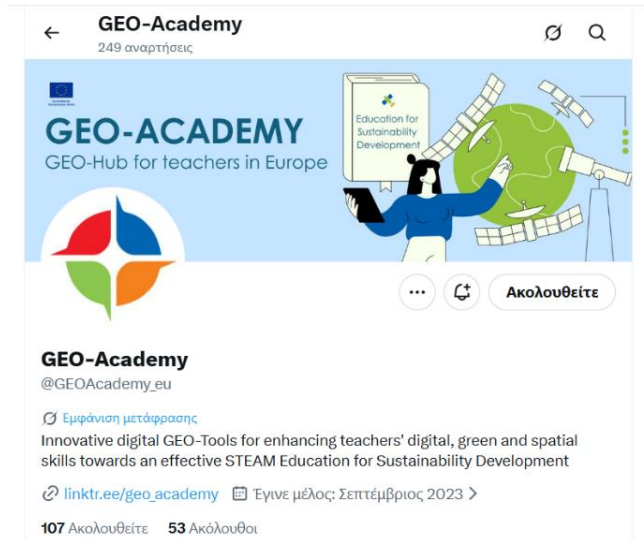 GEO-Academy
249 αναρτήσεις
GEO-ACADEMY
GEO-Hub for teachers in Europe
Education for
Sustainability
Development
Ακολουθείτε
GEO-Academy
@GEOAcademy_eu
Εμφάνιση μετάφρασης
Innovative digital GEO-Tools for enhancing teachers' digital, green and spatial
skills towards an effective STEAM Education for Sustainability Development
linktr.ee/geo_academy Έγινε μέλος: Σεπτέμβριος 2023
107 Ακολουθείτε 53 Ακόλουθοι